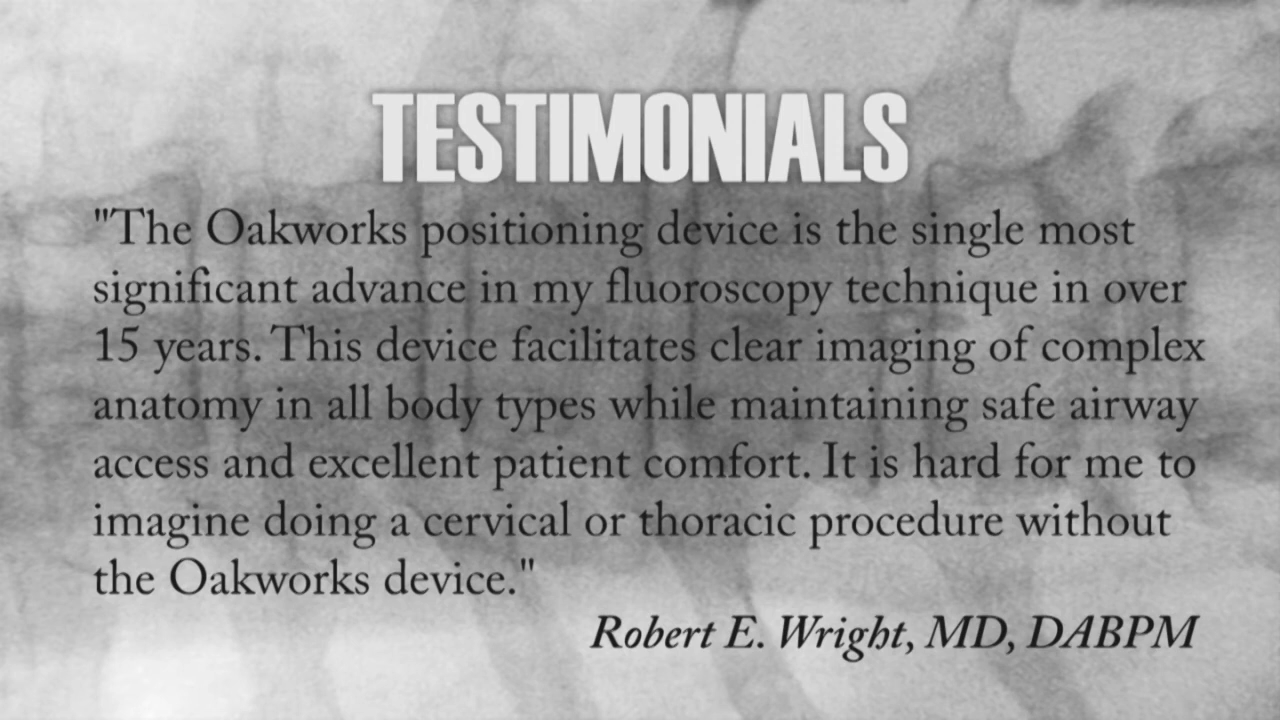 TESTIMONIALS
"The Oakworks positioning device is the single most
significant advance in my fluoroscopy technique in over
15 years. This device facilitates clear imaging of complex
anatomy in all body types while maintaining safe airway
access and excellent patient comfort. It is hard for me to
imagine doing a cervical or thoracic procedure without
the Oakworks device."
Robert E. Wright, MD, DABPM